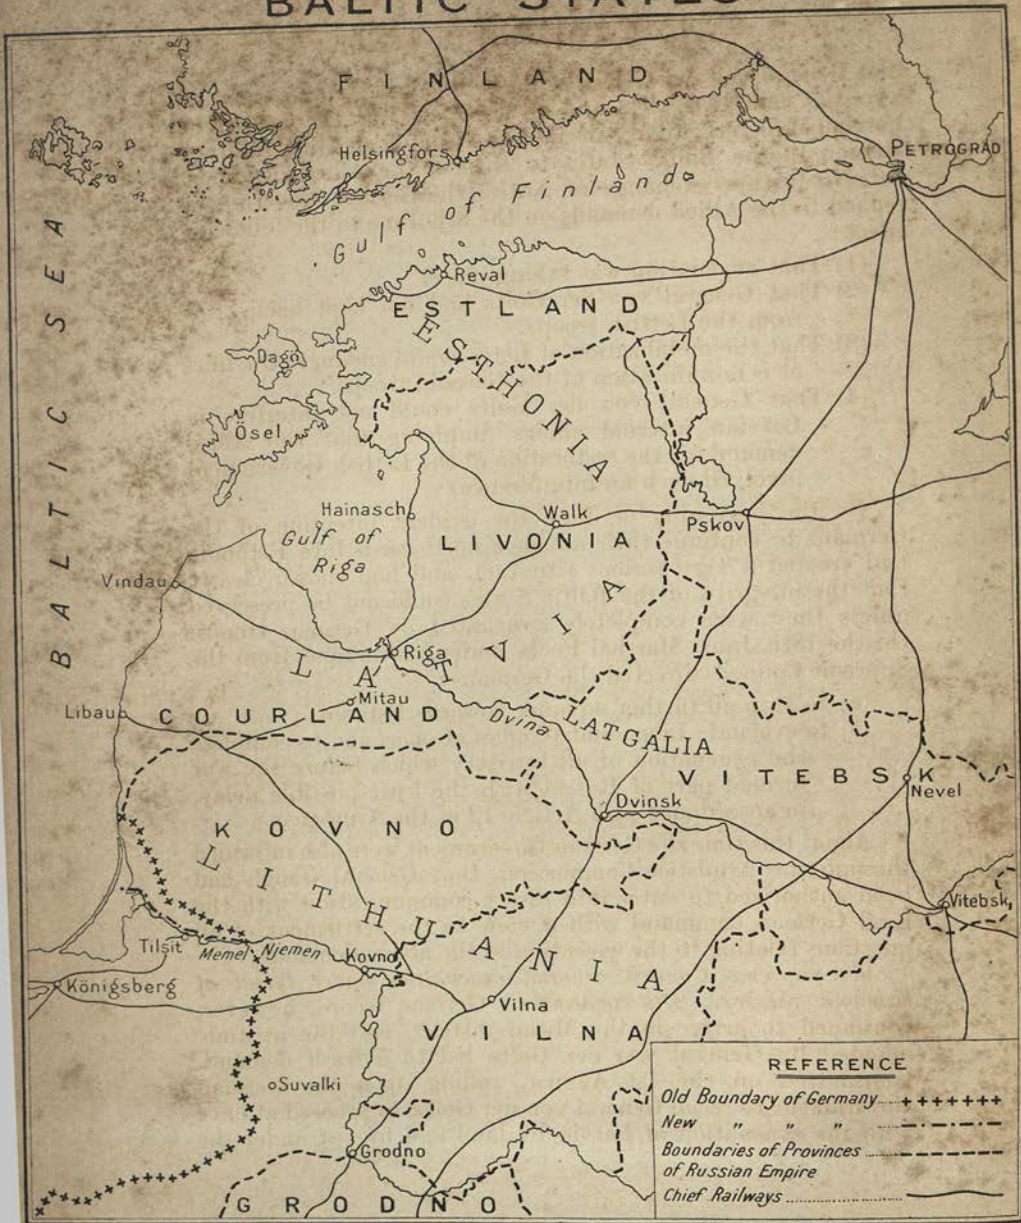 BALTIC STATES
FINLAND
Helsingfors
PETROGRAD
Gulf of Finland
BALTIC SEA
Reval
ESTLAND
ESTHONIA
Dagö
Ösel
Hainasch
Walk
Pskov
Gulf of
Riga
LIVONIA
Vindau
Riga
LATVIA
Mitau
Libau
COURLAND
Dvina
LATGALIA
VITEBSK
Nevel
Dvinsk
KOVNO
LITHUANIA
Vitebsk
Tilsit
Memel
Njemen
Kovno
Königsberg
Vilna
VILNA
Suvalki
Grodno
GRODNO
REFERENCE
Old Boundary of Germany
New " " "
Boundaries of Provinces
of Russian Empire
Chief Railways